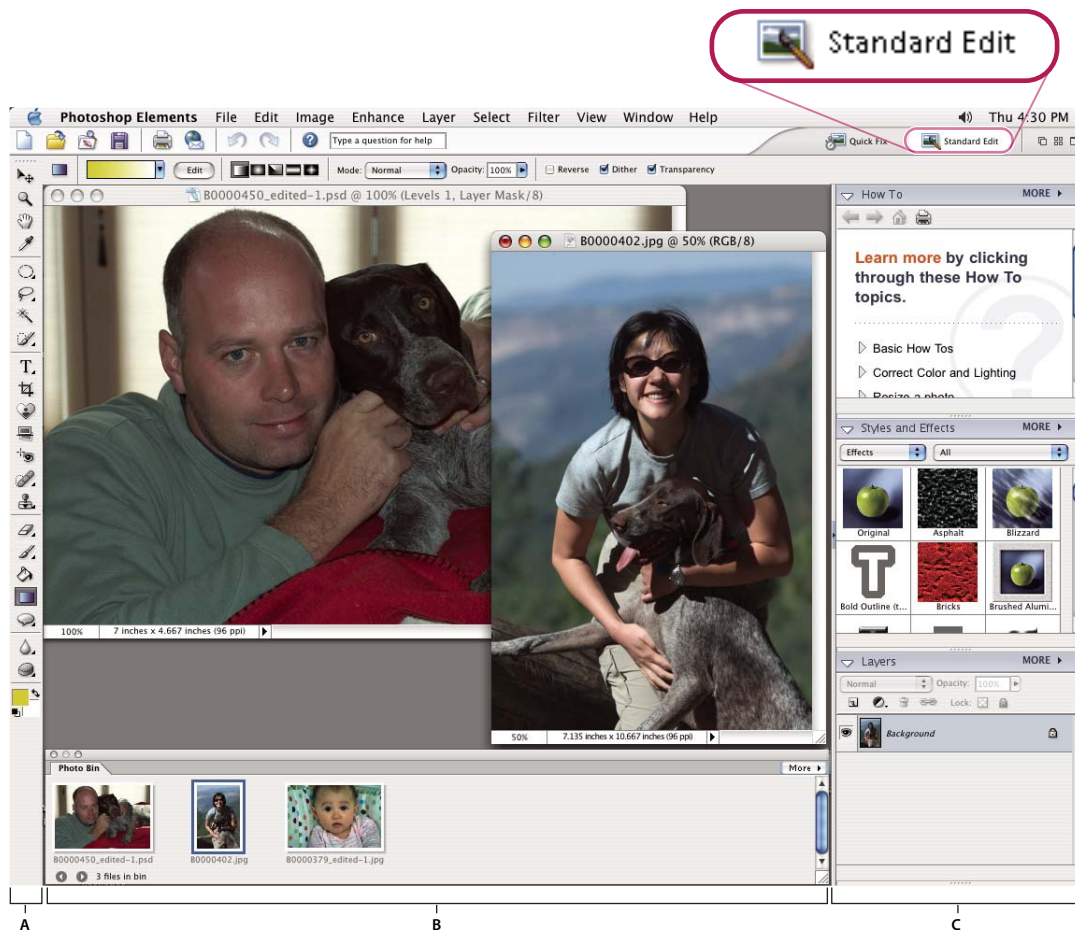 Standard Edit
Photoshop Elements File Edit Image Enhance Layer Select Filter View Window Help
Thu 4:30 PM
Type a question for help
Quick Fix
Standard Edit
Edit
Mode: Normal
Opacity: 100%
Reverse
Dither
Transparency
B0000450_edited-1.psd @ 100% (Levels 1, Layer Mask/8)
B0000402.jpg @ 50% (RGB/8)
100%
7 inches x 4.667 inches (96 ppi)
50%
7.135 inches x 10.667 inches (96 ppi)
Photo Bin
More
B0000450_edited-1.psd
B0000402.jpg
B0000379_edited-1.jpg
3 files in bin
How To
MORE
Learn more by clicking
through these How To
topics.
Basic How Tos
Correct Color and Lighting
Resize a photo
Styles and Effects
MORE
Effects
All
Original
Asphalt
Blizzard
Bold Outline (t...
Bricks
Brushed Alumi...
Layers
MORE
Normal
Opacity: 100%
Lock:
Background
A
B
C